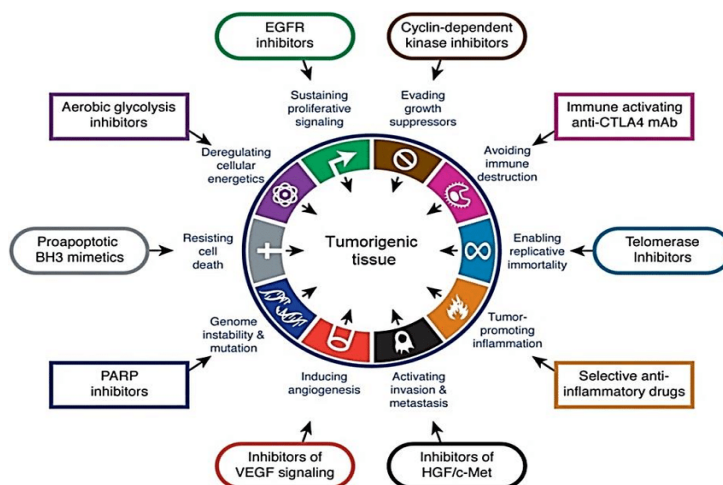 EGFR
inhibitors
Cyclin-dependent
kinase inhibitors
Sustaining
proliferative
signaling
Evading
growth
suppressors
Aerobic glycolysis
inhibitors
Immune activating
anti-CTLA4 mAb
Deregulating
cellular
energetics
Avoiding
immune
destruction
Proapoptotic
BH3 mimetics
Resisting
cell
death
Tumorigenic
tissue
Enabling
replicative
immortality
Telomerase
Inhibitors
Genome
instability &
mutation
Tumor-
promoting
inflammation
PARP
inhibitors
Inducing
angiogenesis
Activating
invasion &
metastasis
Selective anti-
inflammatory drugs
Inhibitors of
VEGF signaling
Inhibitors of
HGF/c-Met